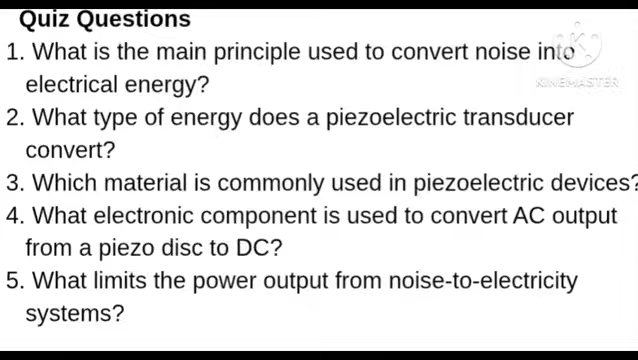 Quiz Questions
1. What is the main principle used to convert noise into
electrical energy?
2. What type of energy does a piezoelectric transducer
convert?
3. Which material is commonly used in piezoelectric devices?
4. What electronic component is used to convert AC output
from a piezo disc to DC?
5. What limits the power output from noise-to-electricity
systems?
KINEMASTER